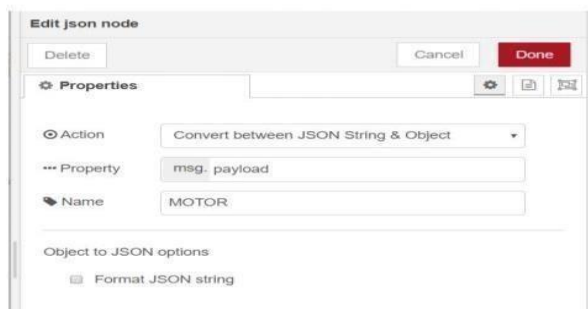 Edit json node
Delete Cancel Done
Properties
Action Convert between JSON String & Object
Property msg. payload
Name MOTOR
Object to JSON options
Format JSON string